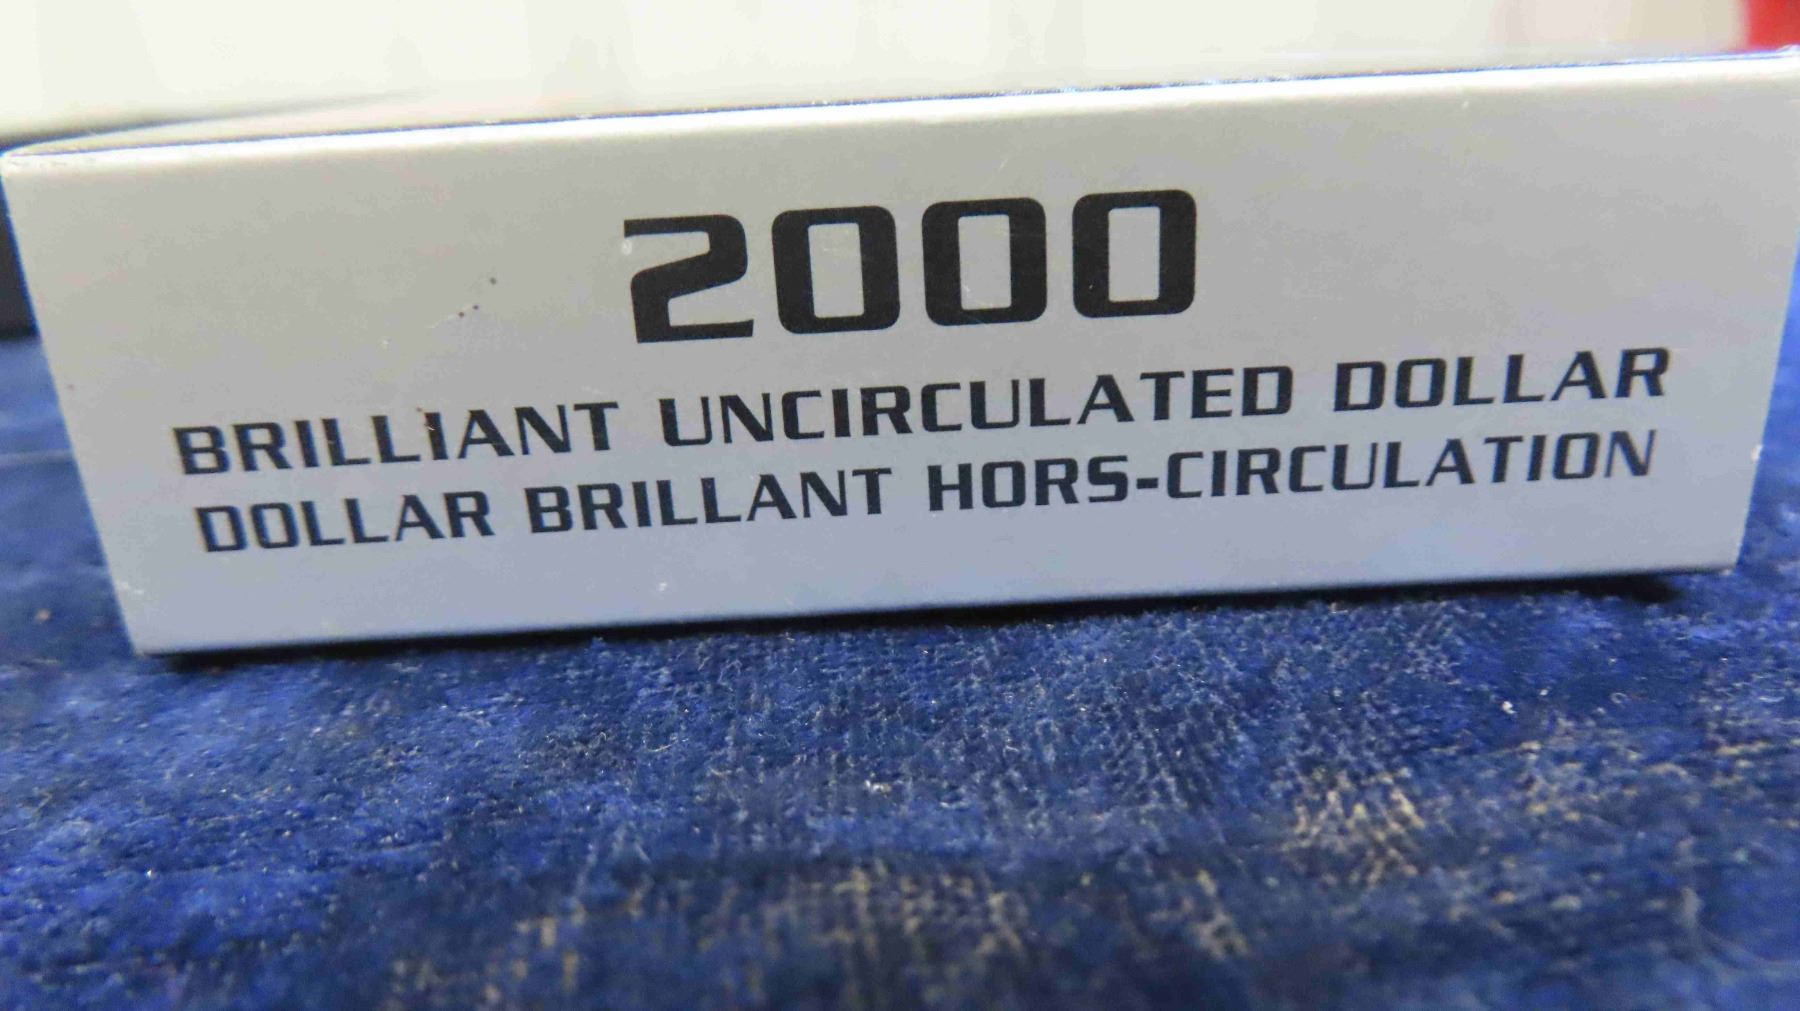 2000
BRILLIANT UNCIRCULATED DOLLAR
DOLLAR BRILLANT HORS-CIRCULATION